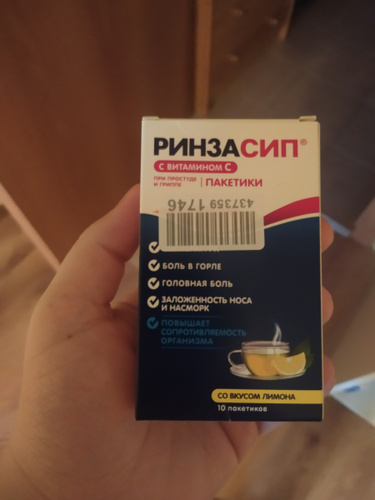 РИНЗАСИП®
С ВИТАМИНОМ С
ПРИ ПРОСТУДЕ
И ГРИППЕ
ПАКЕТИКИ
437359 1746
БОЛЬ В ГОРЛЕ
ГОЛОВНАЯ БОЛЬ
ЗАЛОЖЕННОСТЬ НОСА
И НАСМОРК
ПОВЫШАЕТ
СОПРОТИВЛЯЕМОСТЬ
ОРГАНИЗМА
СО ВКУСОМ ЛИМОНА
10 пакетиков